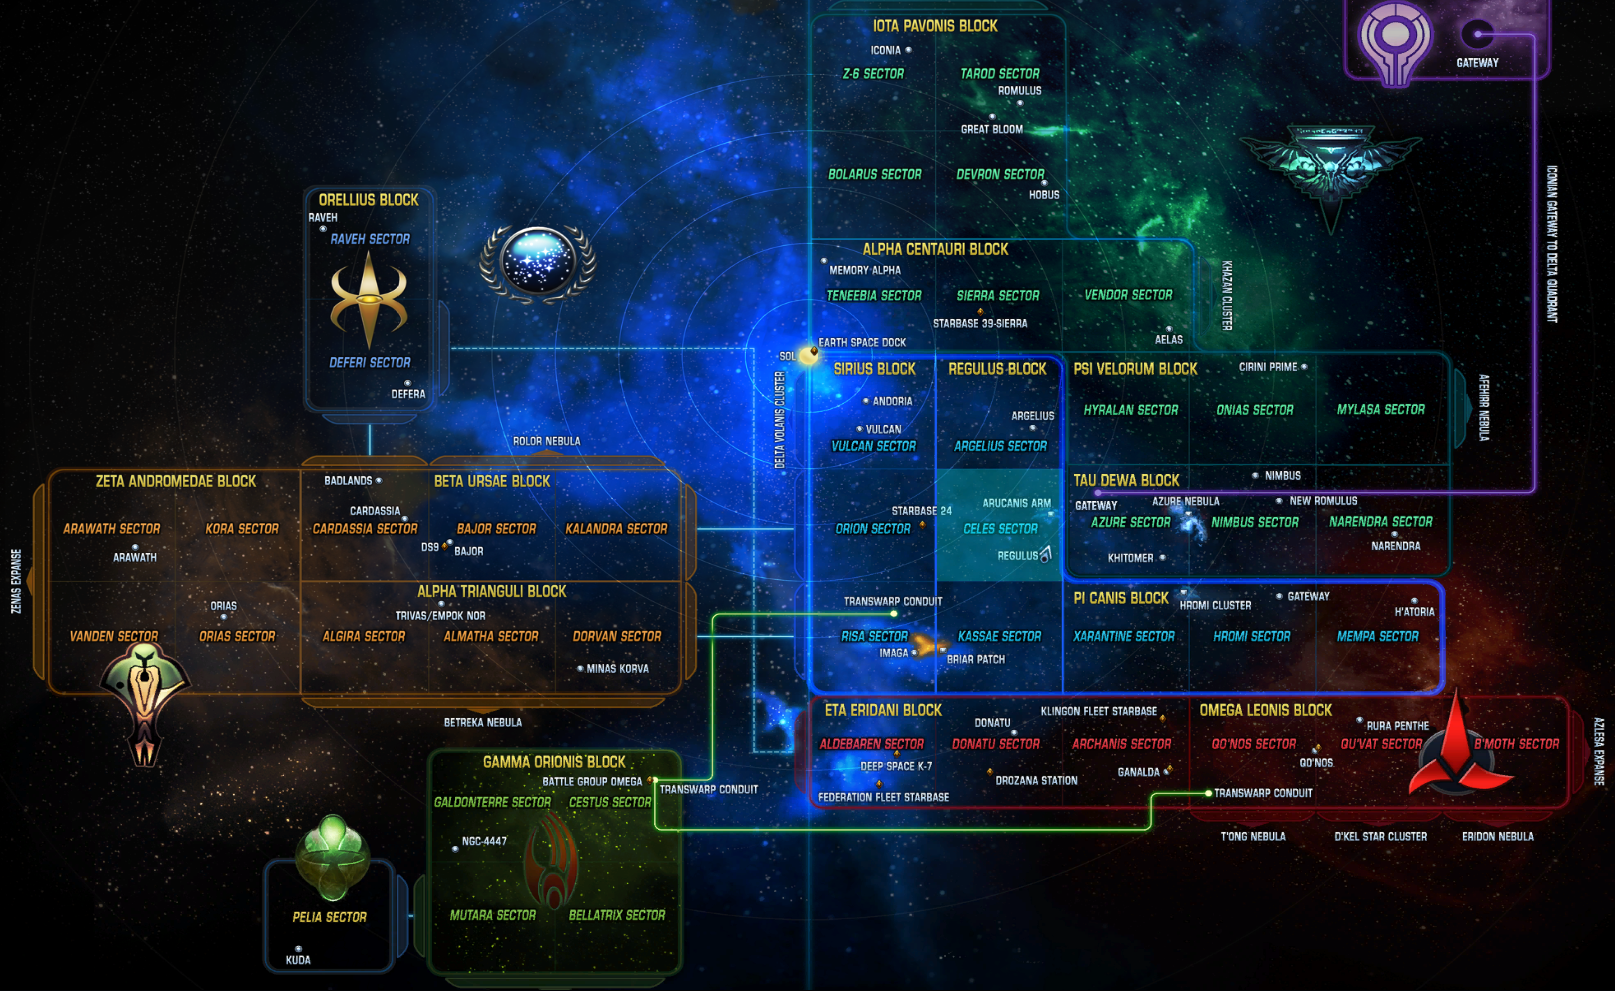 IOTA PAVONIS BLOCK
ICONIA
Z-6 SECTOR
TAROD SECTOR
ROMULUS
GREAT BLOOM
BOLARUS SECTOR
DEVRON SECTOR
HOBUS
GATEWAY
ICONIAN GATEWAY TO DELTA QUADRANT
ORELLIUS BLOCK
RAVEH
RAVEH SECTOR
DEFERI SECTOR
DEFERA
ALPHA CENTAURI BLOCK
MEMORY ALPHA
TENEEBIA SECTOR
SIERRA SECTOR
VENDOR SECTOR
STARBASE 39-SIERRA
AELAS
KHAZAN CLUSTER
EARTH SPACE DOCK
SOL
DELTA VOLANIS CLUSTER
SIRIUS BLOCK
ANDORIA
VULCAN
VULCAN SECTOR
STARBASE 24
ORION SECTOR
TRANSWARP CONDUIT
RISA SECTOR
IMAGA
REGULUS BLOCK
ARGELIUS
ARGELIUS SECTOR
ARUCANIS ARM
CELES SECTOR
REGULUS
KASSAE SECTOR
BRIAR PATCH
PSI VELORUM BLOCK
CIRINI PRIME
HYRALAN SECTOR
ONIAS SECTOR
MYLASA SECTOR
AFEHIRR NEBULA
TAU DEWA BLOCK
NIMBUS
GATEWAY
AZURE NEBULA
NEW ROMULUS
AZURE SECTOR
NIMBUS SECTOR
NARENDRA SECTOR
NARENDRA
KHITOMER
PI CANIS BLOCK
HROMI CLUSTER
GATEWAY
H'ATORIA
XARANTINE SECTOR
HROMI SECTOR
MEMPA SECTOR
ROLOR NEBULA
ZETA ANDROMEDAE BLOCK
ARAWATH SECTOR
KORA SECTOR
ARAWATH
ORIAS
VANDEN SECTOR
ORIAS SECTOR
ZENAS EXPANSE
BADLANDS
BETA URSAE BLOCK
CARDASSIA
CARDASSIA SECTOR
BAJOR SECTOR
KALANDRA SECTOR
DS9
BAJOR
ALPHA TRIANGULI BLOCK
TRIVAS/EMPOK NOR
ALGIRA SECTOR
ALMATHA SECTOR
DORVAN SECTOR
MINAS KORVA
BETREKA NEBULA
ETA ERIDANI BLOCK
DONATU
KLINGON FLEET STARBASE
ALDEBAREN SECTOR
DONATU SECTOR
ARCHANIS SECTOR
DEEP SPACE K-7
DROZANA STATION
GANALDA
FEDERATION FLEET STARBASE
OMEGA LEONIS BLOCK
RURA PENTHE
QO'NOS SECTOR
QU'VAT SECTOR
B'MOTH SECTOR
QO'NOS
TRANSWARP CONDUIT
AZLESA EXPANSE
T'ONG NEBULA
D'KEL STAR CLUSTER
ERIDON NEBULA
GAMMA ORIONIS BLOCK
BATTLE GROUP OMEGA
TRANSWARP CONDUIT
GALDONTERRE SECTOR
CESTUS SECTOR
NGC-4447
MUTARA SECTOR
BELLATRIX SECTOR
PELIA SECTOR
KUDA